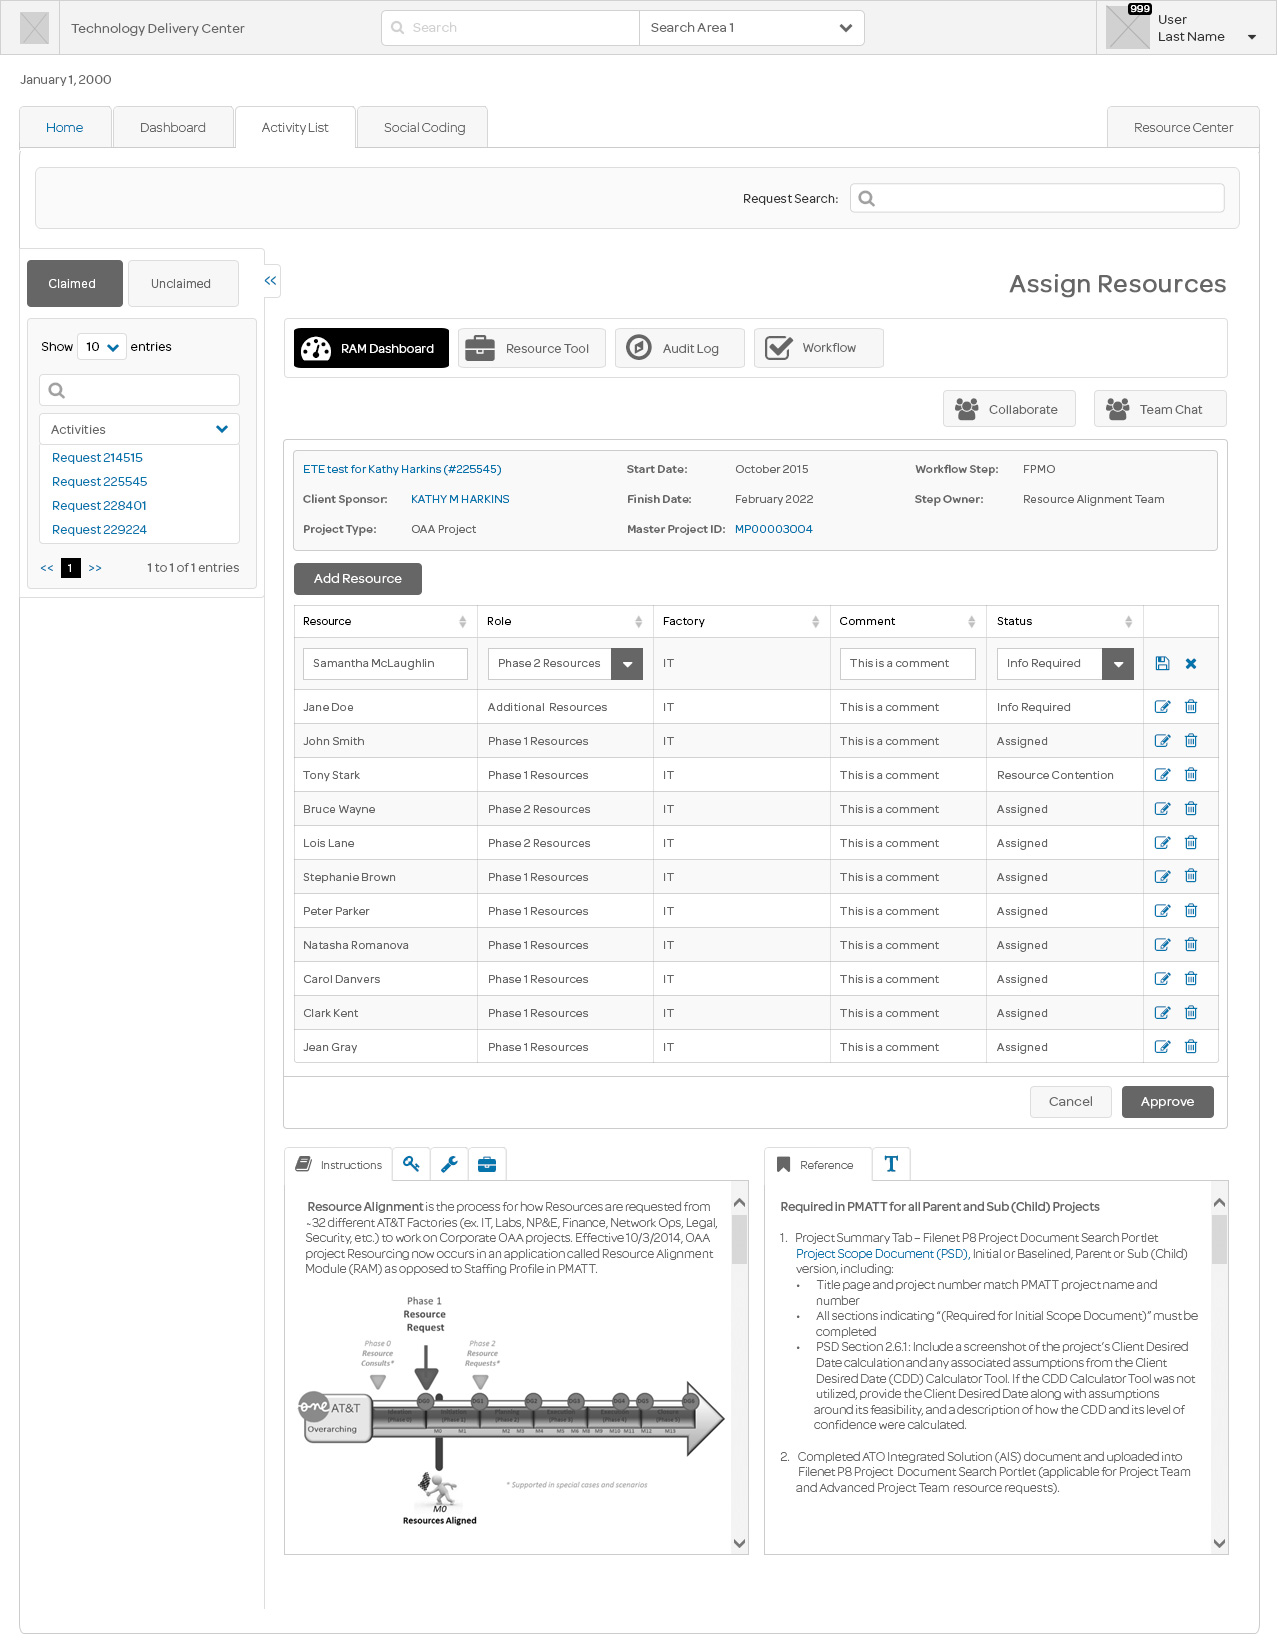 Technology Delivery Center
Search
Search Area 1
999
User
Last Name
January 1, 2000
Home
Dashboard
Activity List
Social Coding
Resource Center
Request Search:
Claimed
Unclaimed
<<
Assign Resources
Show 10 entries
RAM Dashboard
Resource Tool
Audit Log
Workflow
Collaborate
Team Chat
Activities
Request 214515
Request 225545
Request 228401
Request 229224
<< 1 >> 1 to 1 of 1 entries
ETE test for Kathy Harkins (#225545) Start Date: October 2015 Workflow Step: FPMO
Client Sponsor: KATHY M HARKINS Finish Date: February 2022 Step Owner: Resource Alignment Team
Project Type: OAA Project Master Project ID: MP00003004
Add Resource
Resource Role Factory Comment Status
Samantha McLaughlin Phase 2 Resources IT This is a comment Info Required
Jane Doe Additional Resources IT This is a comment Info Required
John Smith Phase 1 Resources IT This is a comment Assigned
Tony Stark Phase 1 Resources IT This is a comment Resource Contention
Bruce Wayne Phase 2 Resources IT This is a comment Assigned
Lois Lane Phase 2 Resources IT This is a comment Assigned
Stephanie Brown Phase 1 Resources IT This is a comment Assigned
Peter Parker Phase 1 Resources IT This is a comment Assigned
Natasha Romanova Phase 1 Resources IT This is a comment Assigned
Carol Danvers Phase 1 Resources IT This is a comment Assigned
Clark Kent Phase 1 Resources IT This is a comment Assigned
Jean Gray Phase 1 Resources IT This is a comment Assigned
Cancel
Approve
Instructions
Resource Alignment is the process for how Resources are requested from
~32 different AT&T Factories (ex. IT, Labs, NP&E, Finance, Network Ops, Legal,
Security, etc.) to work on Corporate OAA projects. Effective 10/3/2014, OAA
project Resourcing now occurs in an application called Resource Alignment
Module (RAM) as opposed to Staffing Profile in PMATT.
Phase 1
Resource
Request
Phase 0
Resource
Consults*
Phase 2
Resource
Requests*
one AT&T
Overarching
DG0 DG1 DG2 DG3 DG4 DG5 DG6
(Phase 0) (Phase 1) (Phase 2) (Phase 3) (Phase 4) (Phase 5)
M0 M1 M2 M3 M4 M5 M8 M9 M10 M11 M12 M13
* Supported in special cases and scenarios
M0
Resources Aligned
Reference
T
Required in PMATT for all Parent and Sub (Child) Projects
1. Project Summary Tab – Filenet P8 Project Document Search Portlet
Project Scope Document (PSD), Initial or Baselined, Parent or Sub (Child)
version, including:
• Title page and project number match PMATT project name and
number
• All sections indicating “(Required for Initial Scope Document)” must be
completed
• PSD Section 2.6.1: Include a screenshot of the project's Client Desired
Date calculation and any associated assumptions from the Client
Desired Date (CDD) Calculator Tool. If the CDD Calculator Tool was not
utilized, provide the Client Desired Date along with assumptions
around its feasibility, and a description of how the CDD and its level of
confidence were calculated.
2. Completed ATO Integrated Solution (AIS) document and uploaded into
Filenet P8 Project Document Search Portlet (applicable for Project Team
and Advanced Project Team resource requests).